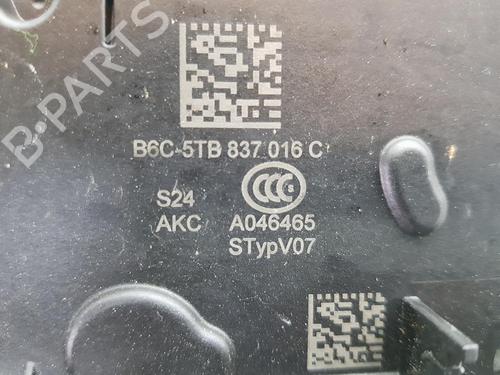 B6C-5TB 837 016 C
S24
AKC A046465
STypV07
B-PARTS